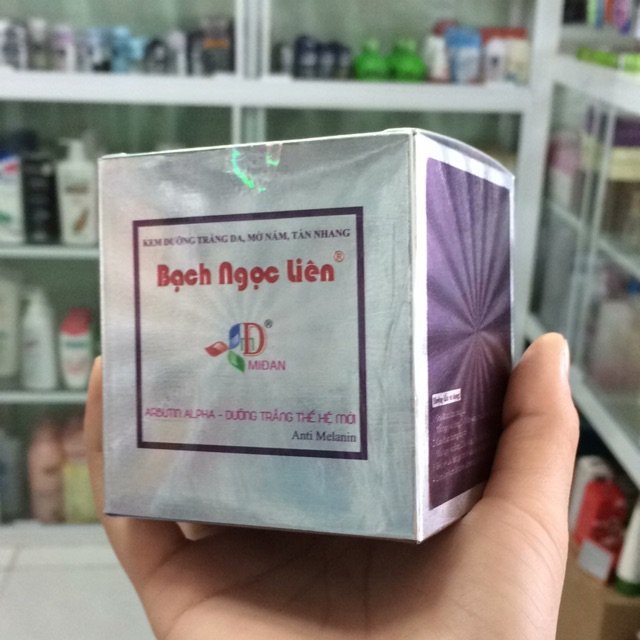 KEM DƯỠNG TRẮNG DA, MỜ NÁM, TÀN NHANG
Bạch Ngọc Liên®
®
MIĐAN
ARBUTIN ALPHA - DƯỠNG TRẮNG THẾ HỆ MỚI
Anti Melanin